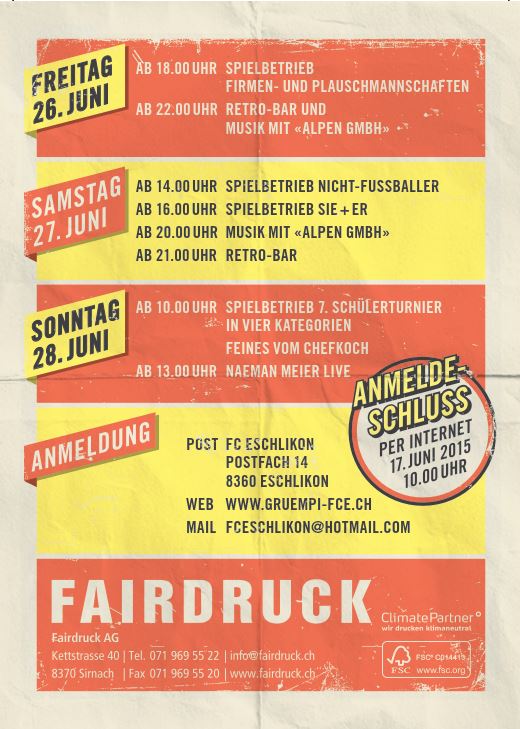 FREITAG
26. JUNI
AB 18.00 UHR SPIELBETRIEB
FIRMEN- UND PLAUSCHMANNSCHAFTEN
AB 22.00 UHR RETRO-BAR UND
MUSIK MIT «ALPEN GMBH»
SAMSTAG
27. JUNI
AB 14.00 UHR SPIELBETRIEB NICHT-FUSSBALLER
AB 16.00 UHR SPIELBETRIEB SIE + ER
AB 20.00 UHR MUSIK MIT «ALPEN GMBH»
AB 21.00 UHR RETRO-BAR
SONNTAG
28. JUNI
AB 10.00 UHR SPIELBETRIEB 7. SCHÜLERTURNIER
IN VIER KATEGORIEN
FEINES VOM CHEFKOCH
AB 13.00 UHR NAEMAN MEIER LIVE
ANMELDE-
SCHLUSS
PER INTERNET
17. JUNI 2015
10.00 UHR
ANMELDUNG
POST FC ESCHLIKON
POSTFACH 14
8360 ESCHLIKON
WEB WWW.GRUEMPI-FCE.CH
MAIL FCESCHLIKON@HOTMAIL.COM
FAIRDRUCK
Fairdruck AG
Kettstrasse 40 | Tel. 071 969 55 22 | info@fairdruck.ch
8370 Sirnach | Fax 071 969 55 20 | www.fairdruck.ch
ClimatePartner°
wir drucken klimaneutral
FSC
FSC® C014413
www.fsc.org